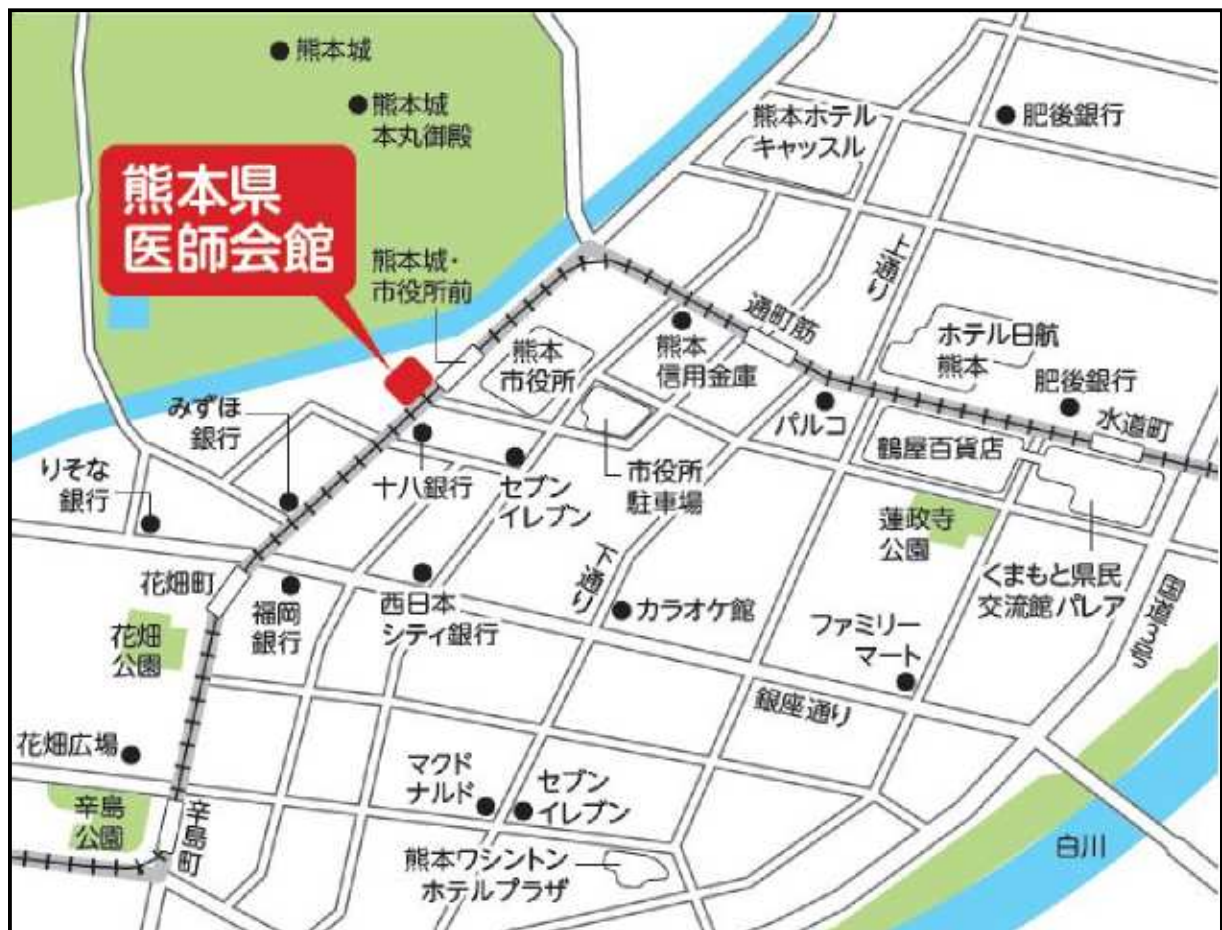 熊本城
熊本城
本丸御殿
熊本県
医師会館
熊本城・
市役所前
熊本ホテル
キャッスル
肥後銀行
上通り
通町筋
熊本
市役所
熊本
信用金庫
ホテル日航
熊本
肥後銀行
水道町
パルコ
鶴屋百貨店
みずほ
銀行
りそな
銀行
十八銀行
セブン
イレブン
市役所
駐車場
蓮政寺
公園
くまもと県民
交流館パレア
国道3号
花畑町
福岡
銀行
西日本
シティ銀行
下通り
カラオケ館
ファミリー
マート
花畑
公園
銀座通り
花畑広場
マクド
ナルド
セブン
イレブン
辛島
公園
辛島町
熊本ワシントン
ホテルプラザ
白川